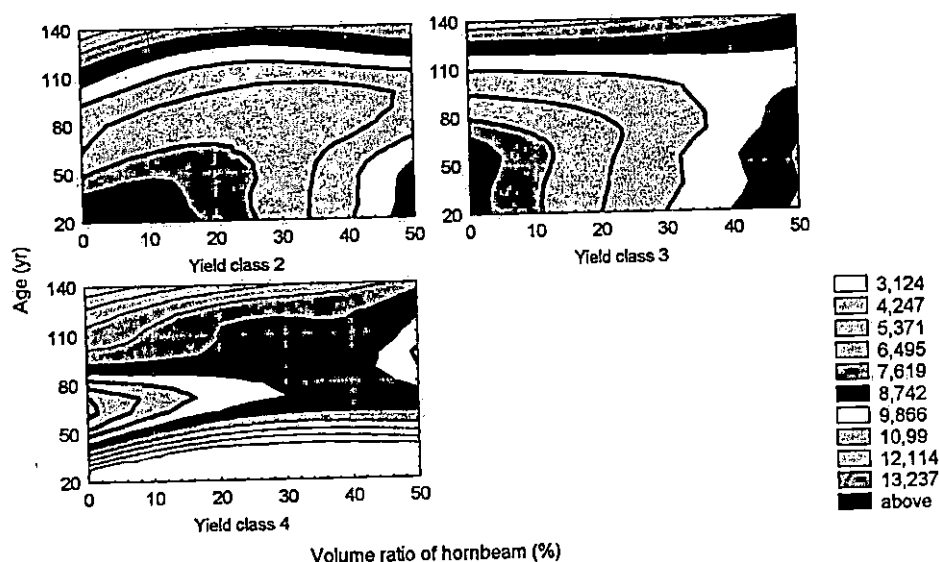 140
110
80
50
20
0 10 20 30 40 50
Yield class 2
140
110
80
50
20
0 10 20 30 40 50
Yield class 3
Age (yr)
140
110
80
50
20
0 10 20 30 40 50
Yield class 4
3,124
4,247
5,371
6,495
7,619
8,742
9,866
10,99
12,114
13,237
above
Volume ratio of hornbeam (%)